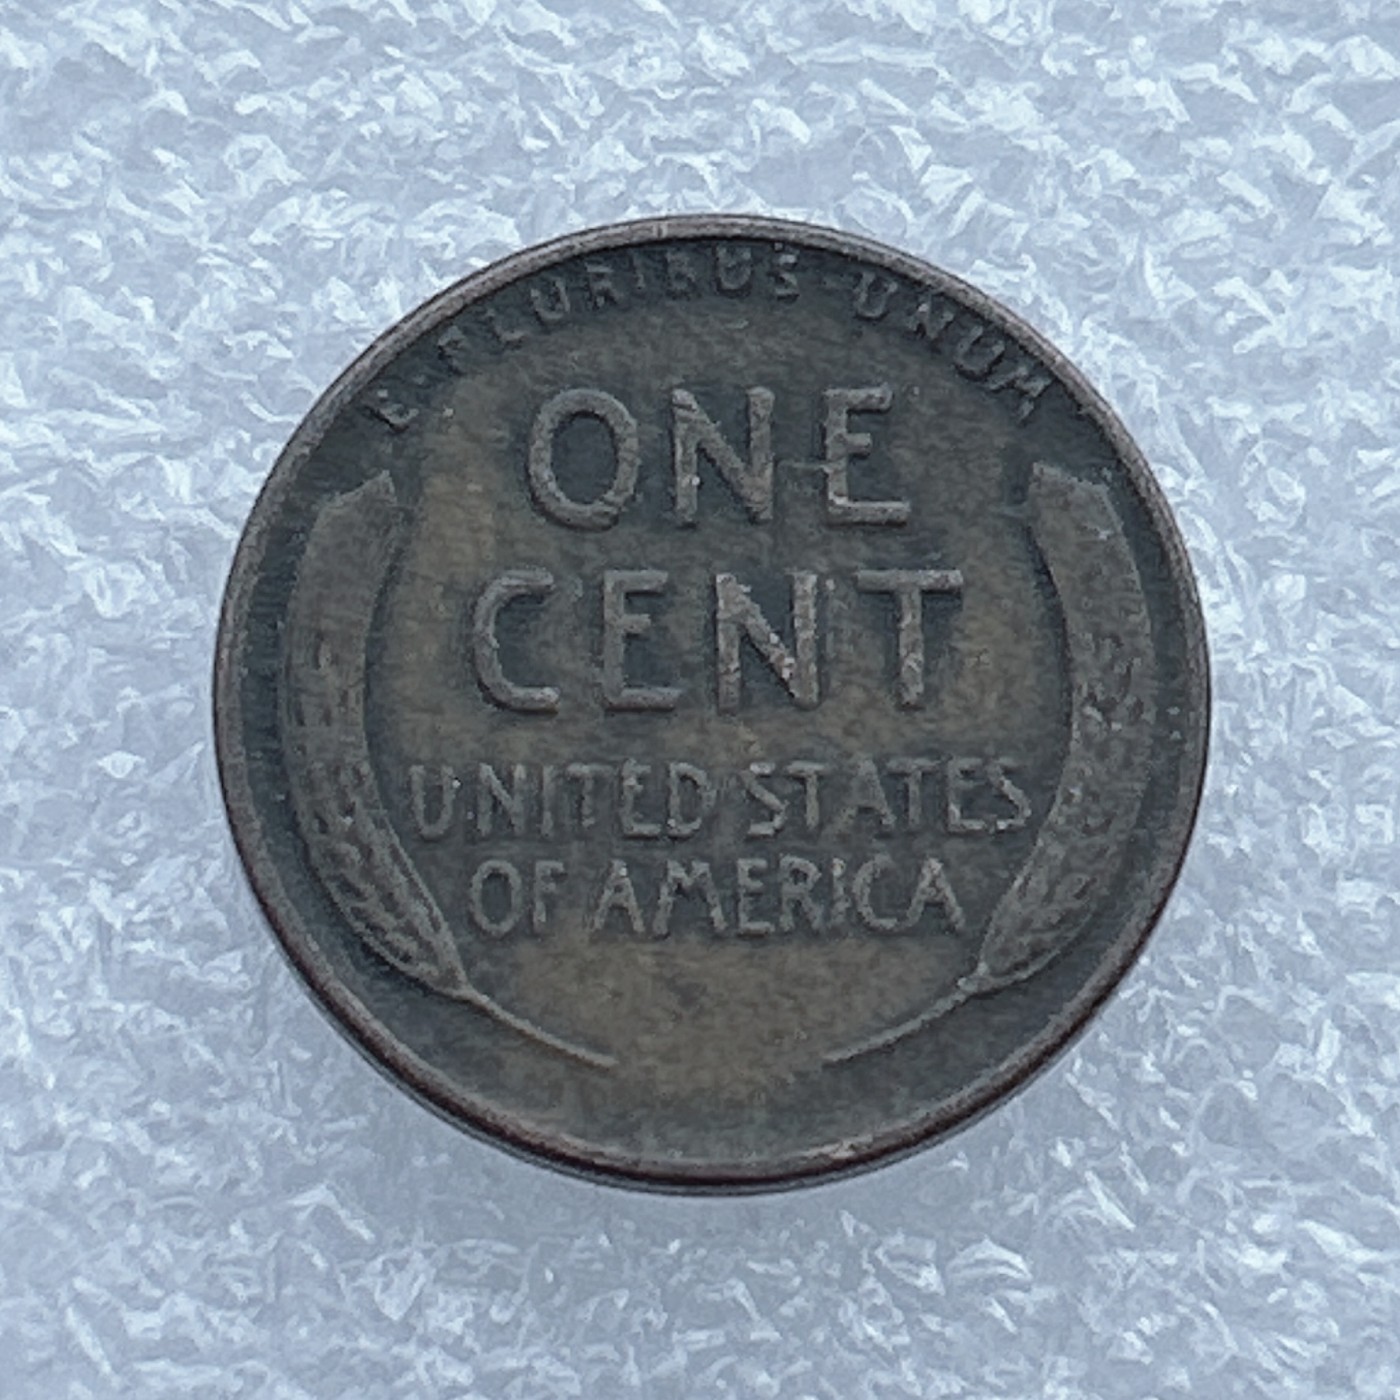 E·PLURIBUS·UNUM
ONE
CENT
UNITED STATES
OF AMERICA